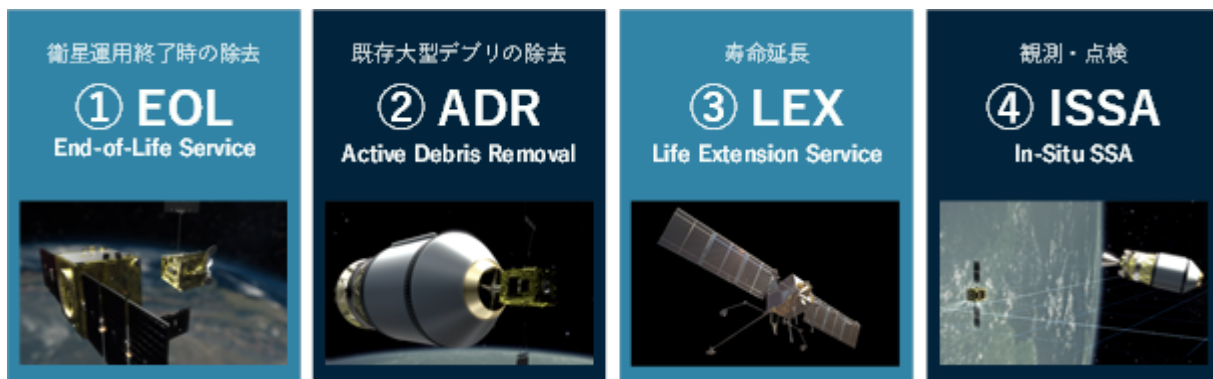 衛星運用終了時の除去
① EOL
End-of-Life Service
既存大型デブリの除去
② ADR
Active Debris Removal
寿命延長
③ LEX
Life Extension Service
観測・点検
④ ISSA
In-Situ SSA